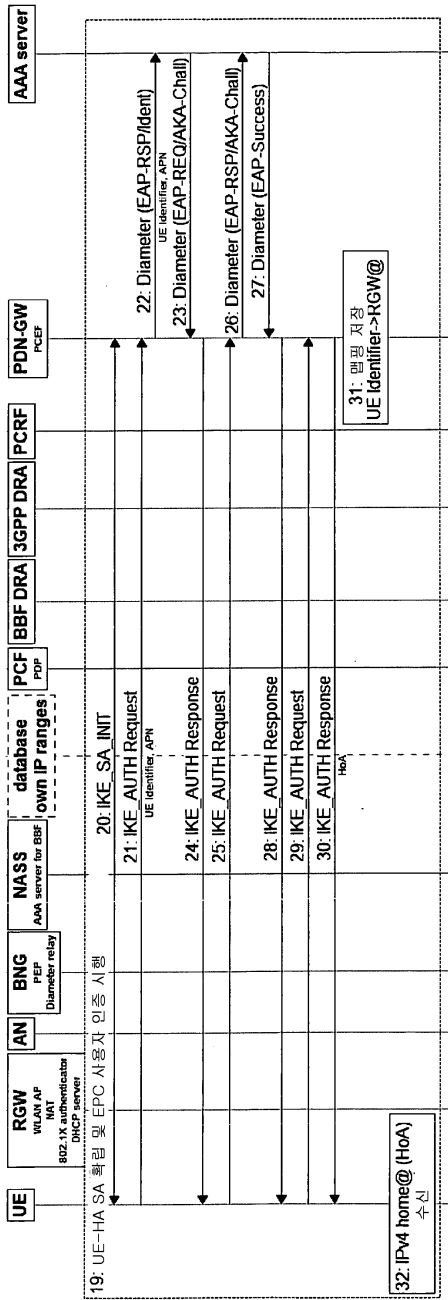 UE
RGW
WLAN AP
NAT
802.1X authenticator
DHCP server
AN
BNG
PEP
Diameter relay
NASS
AAA server for BBF
database
own IP ranges
PCF
PDP
BBF DRA
3GPP DRA
PCRF
PDN-GW
PCEF
AAA server
19: UE-HA SA 확립 및 EPC 사용자 인증 시행
20: IKE_SA_INIT
21: IKE_AUTH Request
UE Identifier, APN
22: Diameter (EAP-RSP/Ident)
UE Identifier, APN
23: Diameter (EAP-REQ/AKA-Chall)
24: IKE_AUTH Response
25: IKE_AUTH Request
26: Diameter (EAP-RSP/AKA-Chall)
27: Diameter (EAP-Success)
28: IKE_AUTH Response
29: IKE_AUTH Request
30: IKE_AUTH Response
HoA
31: 맵핑 저장
UE Identifier->RGW@
32: IPv4 home@ (HoA)
수신